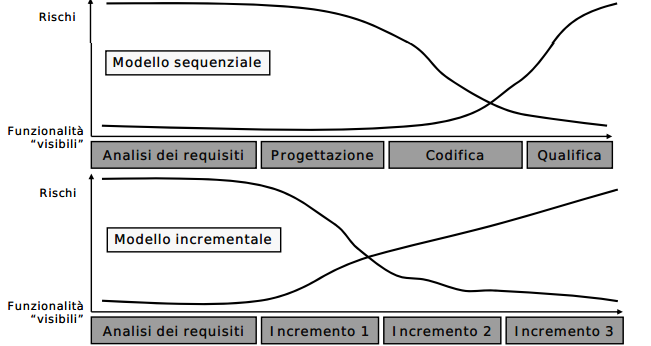 Rischi
Modello sequenziale
Funzionalità
“visibili”
Analisi dei requisiti
Progettazione
Codifica
Qualifica
Rischi
Modello incrementale
Funzionalità
“visibili”
Analisi dei requisiti
Incremento 1
Incremento 2
Incremento 3